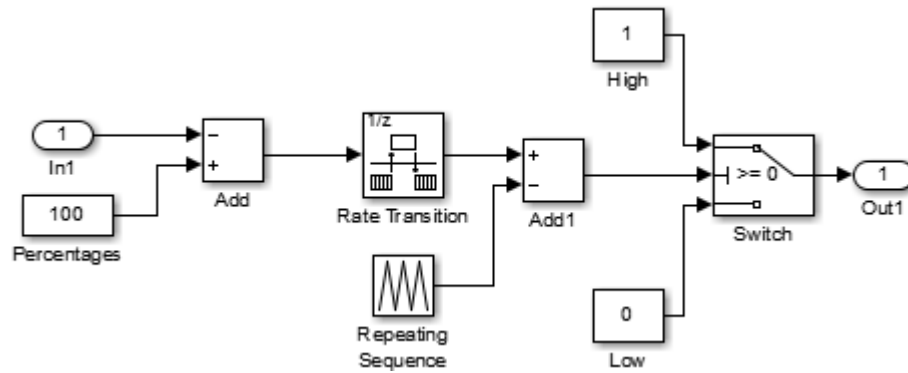 1
High
1
In1
−
+
Add
100
Percentages
1/z
Rate Transition
+
−
Add1
Repeating
Sequence
>= 0
Switch
1
Out1
0
Low